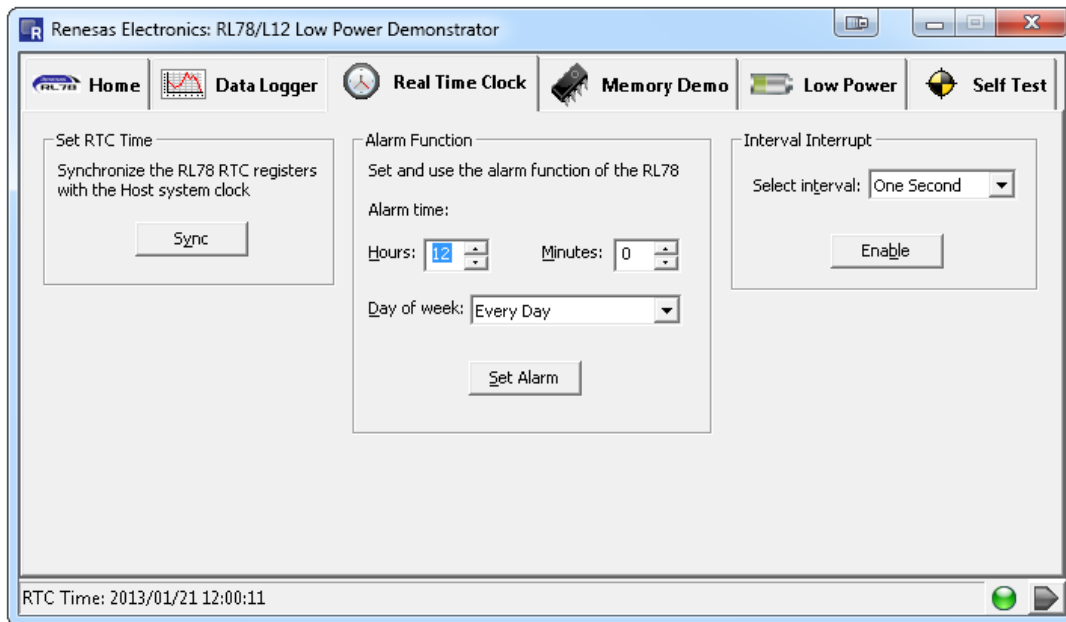 Renesas Electronics: RL78/L12 Low Power Demonstrator
RENESAS
RL78
Home
Data Logger
Real Time Clock
Memory Demo
Low Power
Self Test
Set RTC Time
Synchronize the RL78 RTC registers
with the Host system clock
Sync
Alarm Function
Set and use the alarm function of the RL78
Alarm time:
Hours: 12 Minutes: 0
Day of week: Every Day
Set Alarm
Interval Interrupt
Select interval: One Second
Enable
RTC Time: 2013/01/21 12:00:11